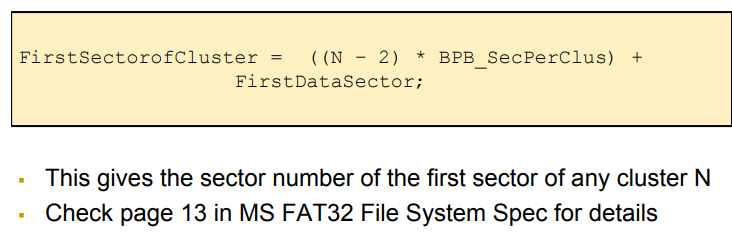 FirstSectorofCluster = ((N – 2) * BPB_SecPerClus) +
FirstDataSector;
▪ This gives the sector number of the first sector of any cluster N
▪ Check page 13 in MS FAT32 File System Spec for details